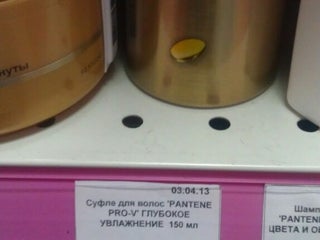 нуты
03.04.13
Суфле для волос 'PANTENE
PRO-V' ГЛУБОКОЕ
УВЛАЖНЕНИЕ 150 мл
Шамп
'PANTENE
ЦВЕТА И ОБ